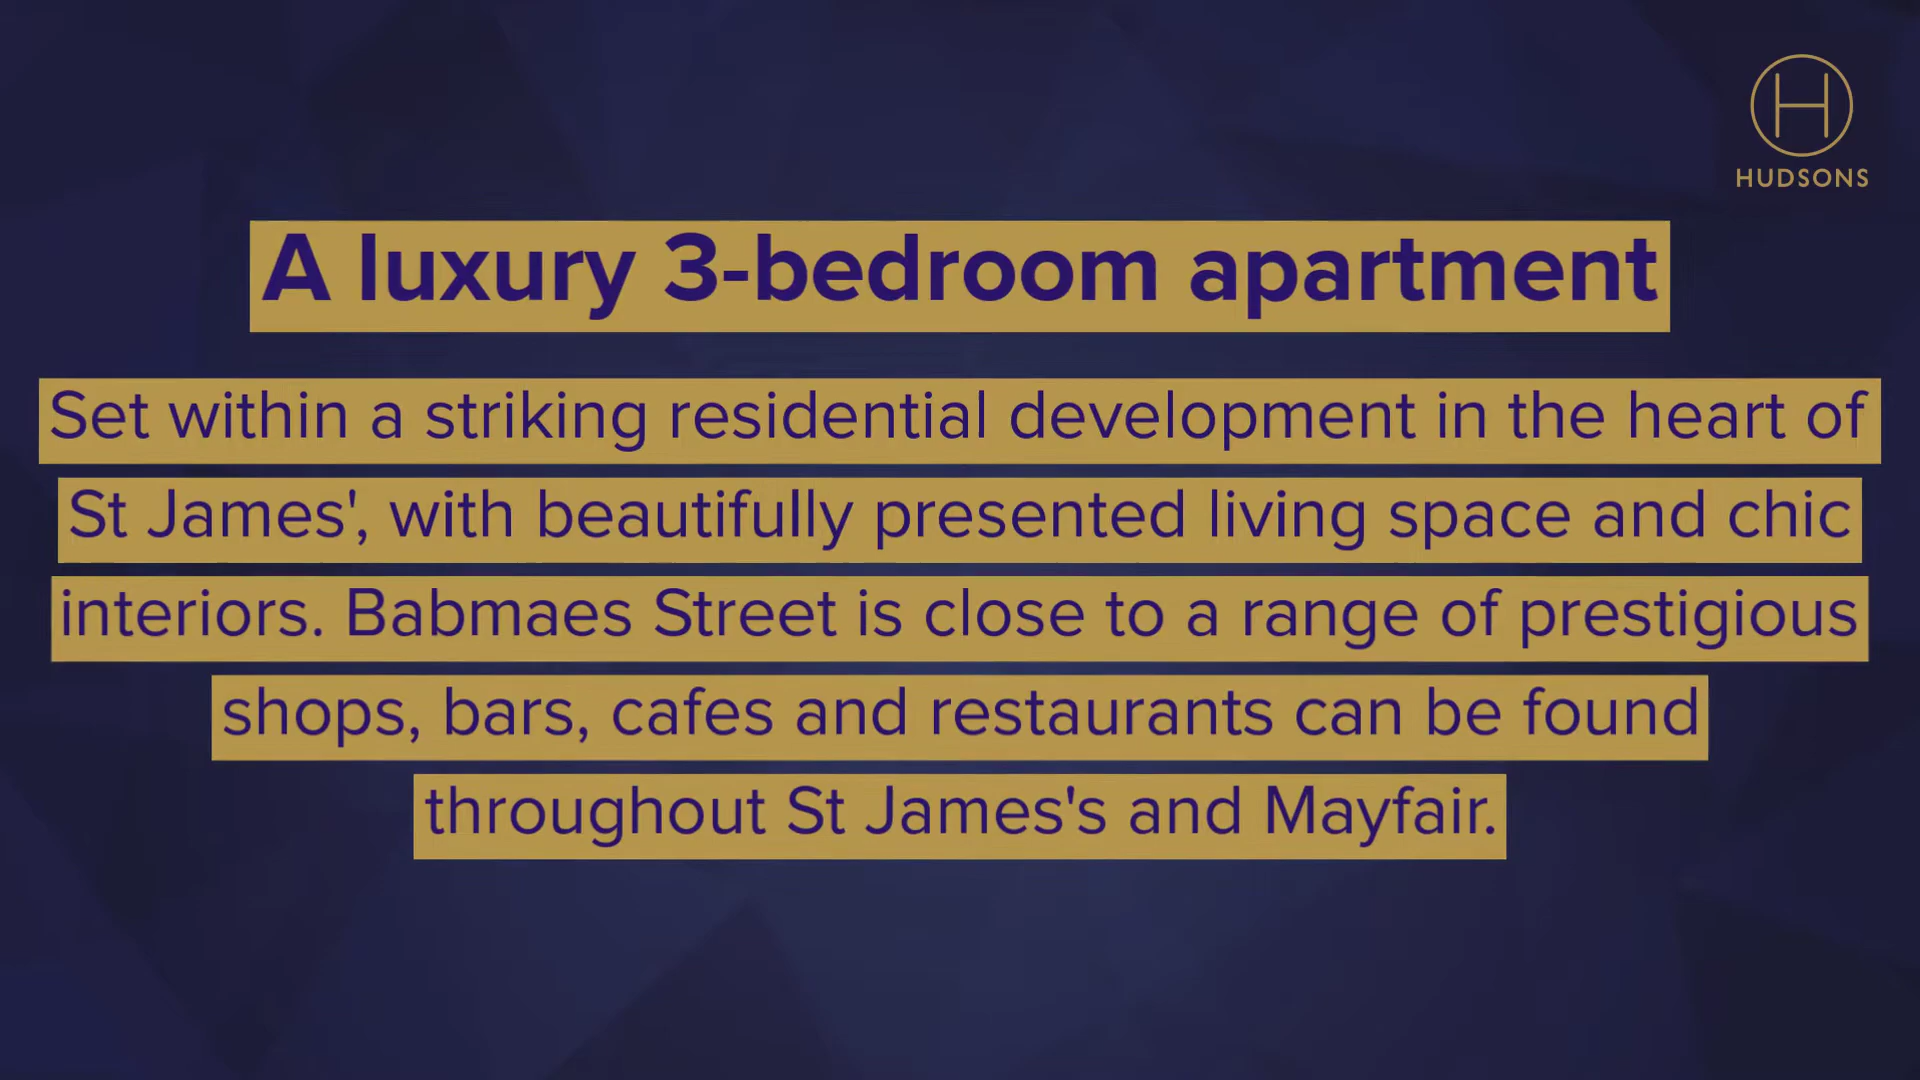 H
HUDSONS
A luxury 3-bedroom apartment
Set within a striking residential development in the heart of
St James', with beautifully presented living space and chic
interiors. Babmaes Street is close to a range of prestigious
shops, bars, cafes and restaurants can be found
throughout St James's and Mayfair.